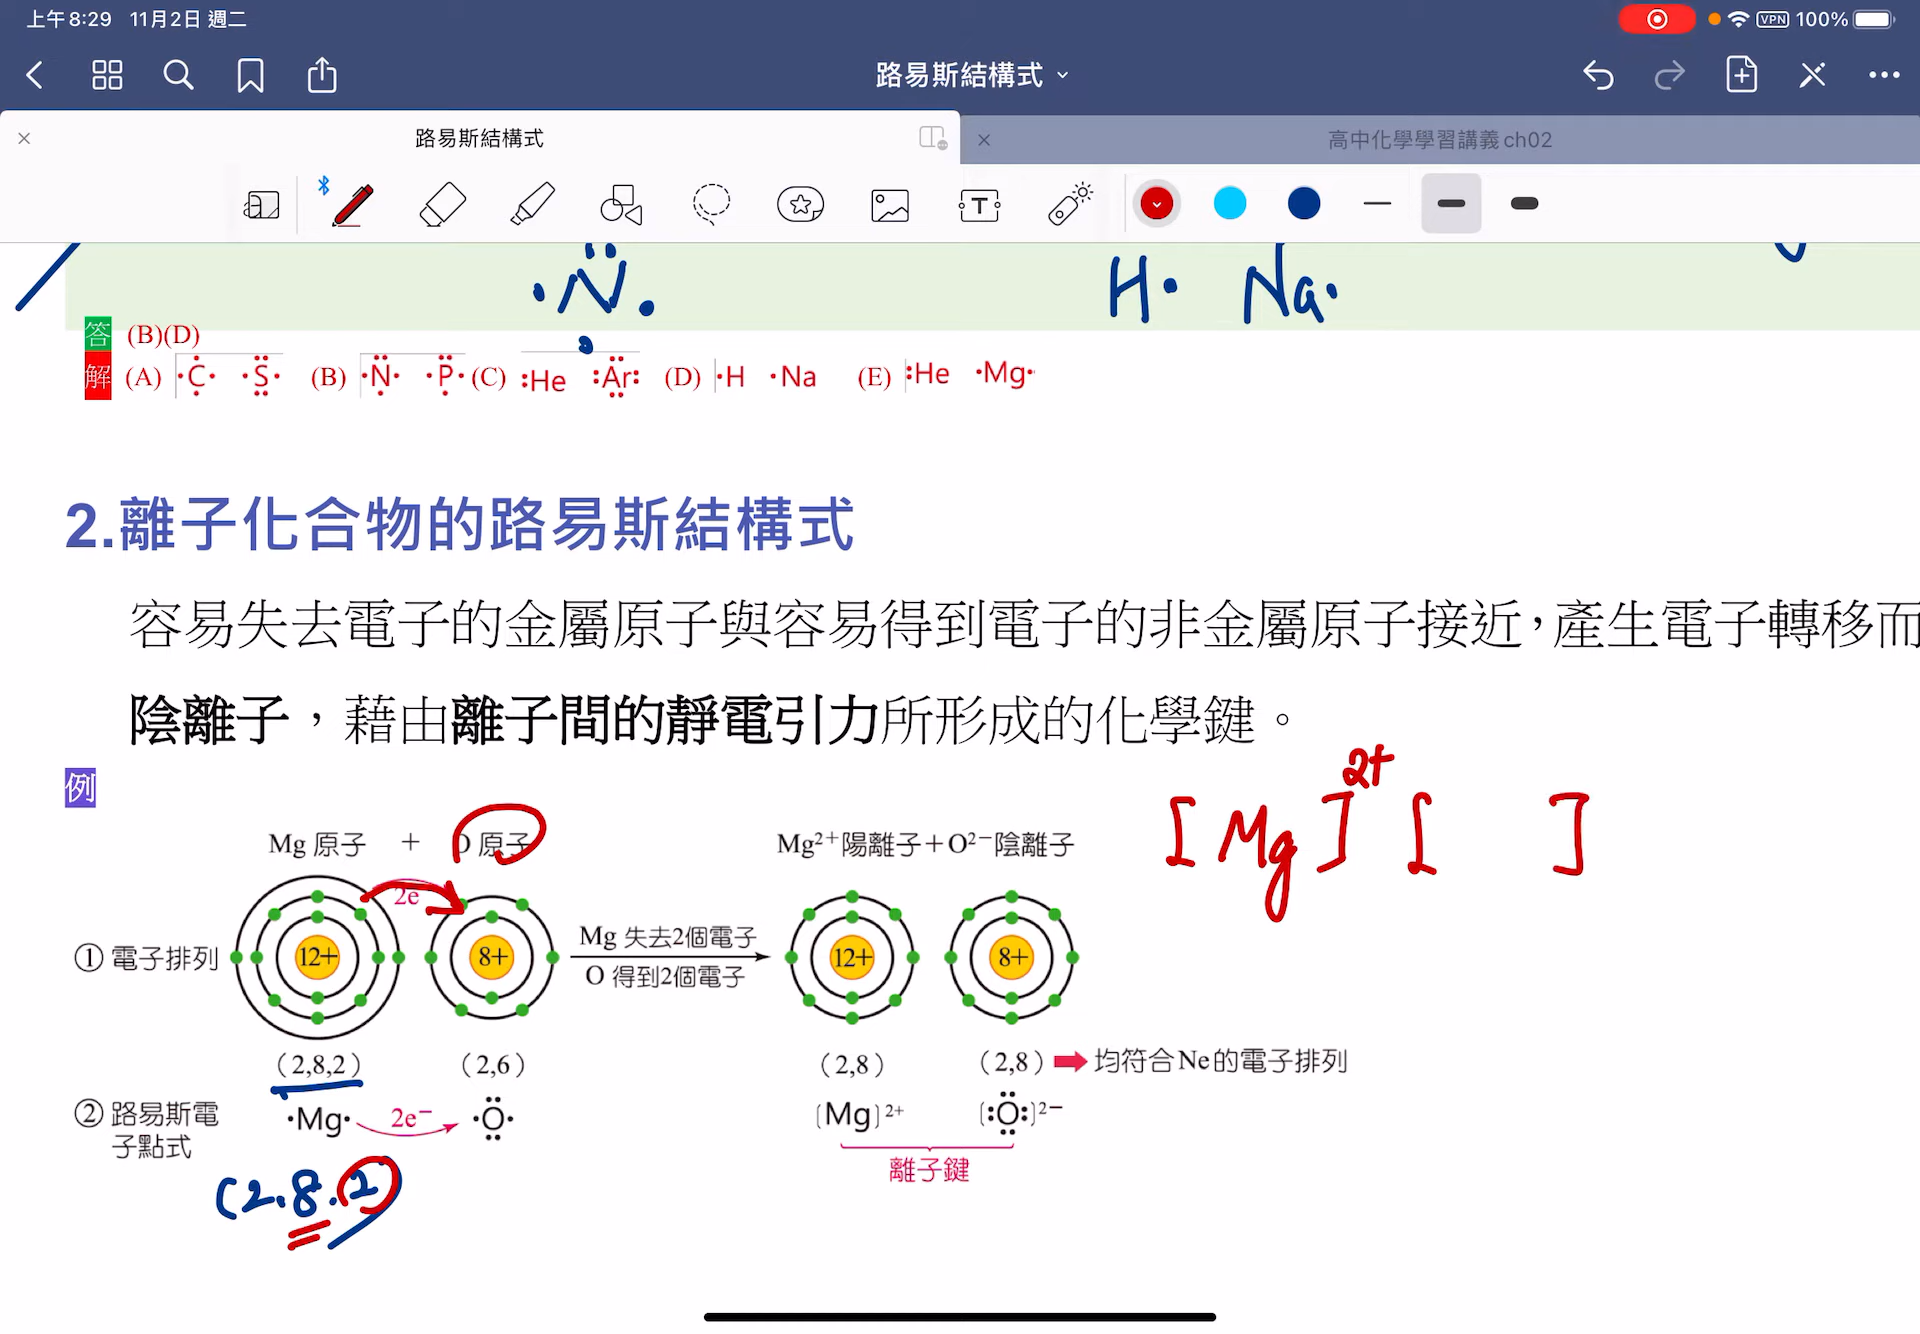 上午8:29 11月2日 週二 VPN 100%
路易斯結構式
路易斯結構式
高中化學學習講義ch02
N H Na
答 (B)(D)
解 (A) C S (B) N P (C) He Ar (D) H Na (E) He Mg
2.離子化合物的路易斯結構式
容易失去電子的金屬原子與容易得到電子的非金屬原子接近，產生電子轉移而
陰離子，藉由離子間的靜電引力所形成的化學鍵。
例
[Mg]2+ [ ]
Mg 原子 + O 原子 Mg²⁺陽離子+O²⁻陰離子
2e
① 電子排列 12+ 8+ Mg 失去2個電子 12+ 8+
O 得到2個電子
(2,8,2) (2,6) (2,8) (2,8) 均符合Ne的電子排列
② 路易斯電子點式 ·Mg· 2e⁻ O [Mg]²⁺ [O]²⁻
離子鍵
(2.8.2)